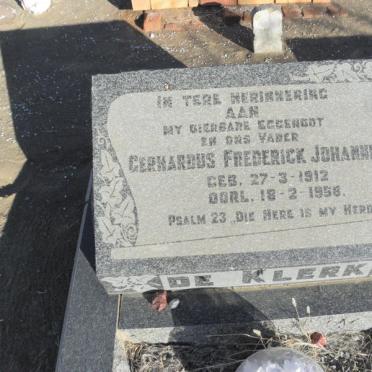 IN TERE HERINNERING
AAN
MY DIERBARE EGGENOOT
EN ONS VADER
GERHARDUS FREDERICK JOHANN
GEB. 27-3-1912
OORL. 18-2-1958.
PSALM 23 „DIE HERE IS MY HERD
DE KLERK